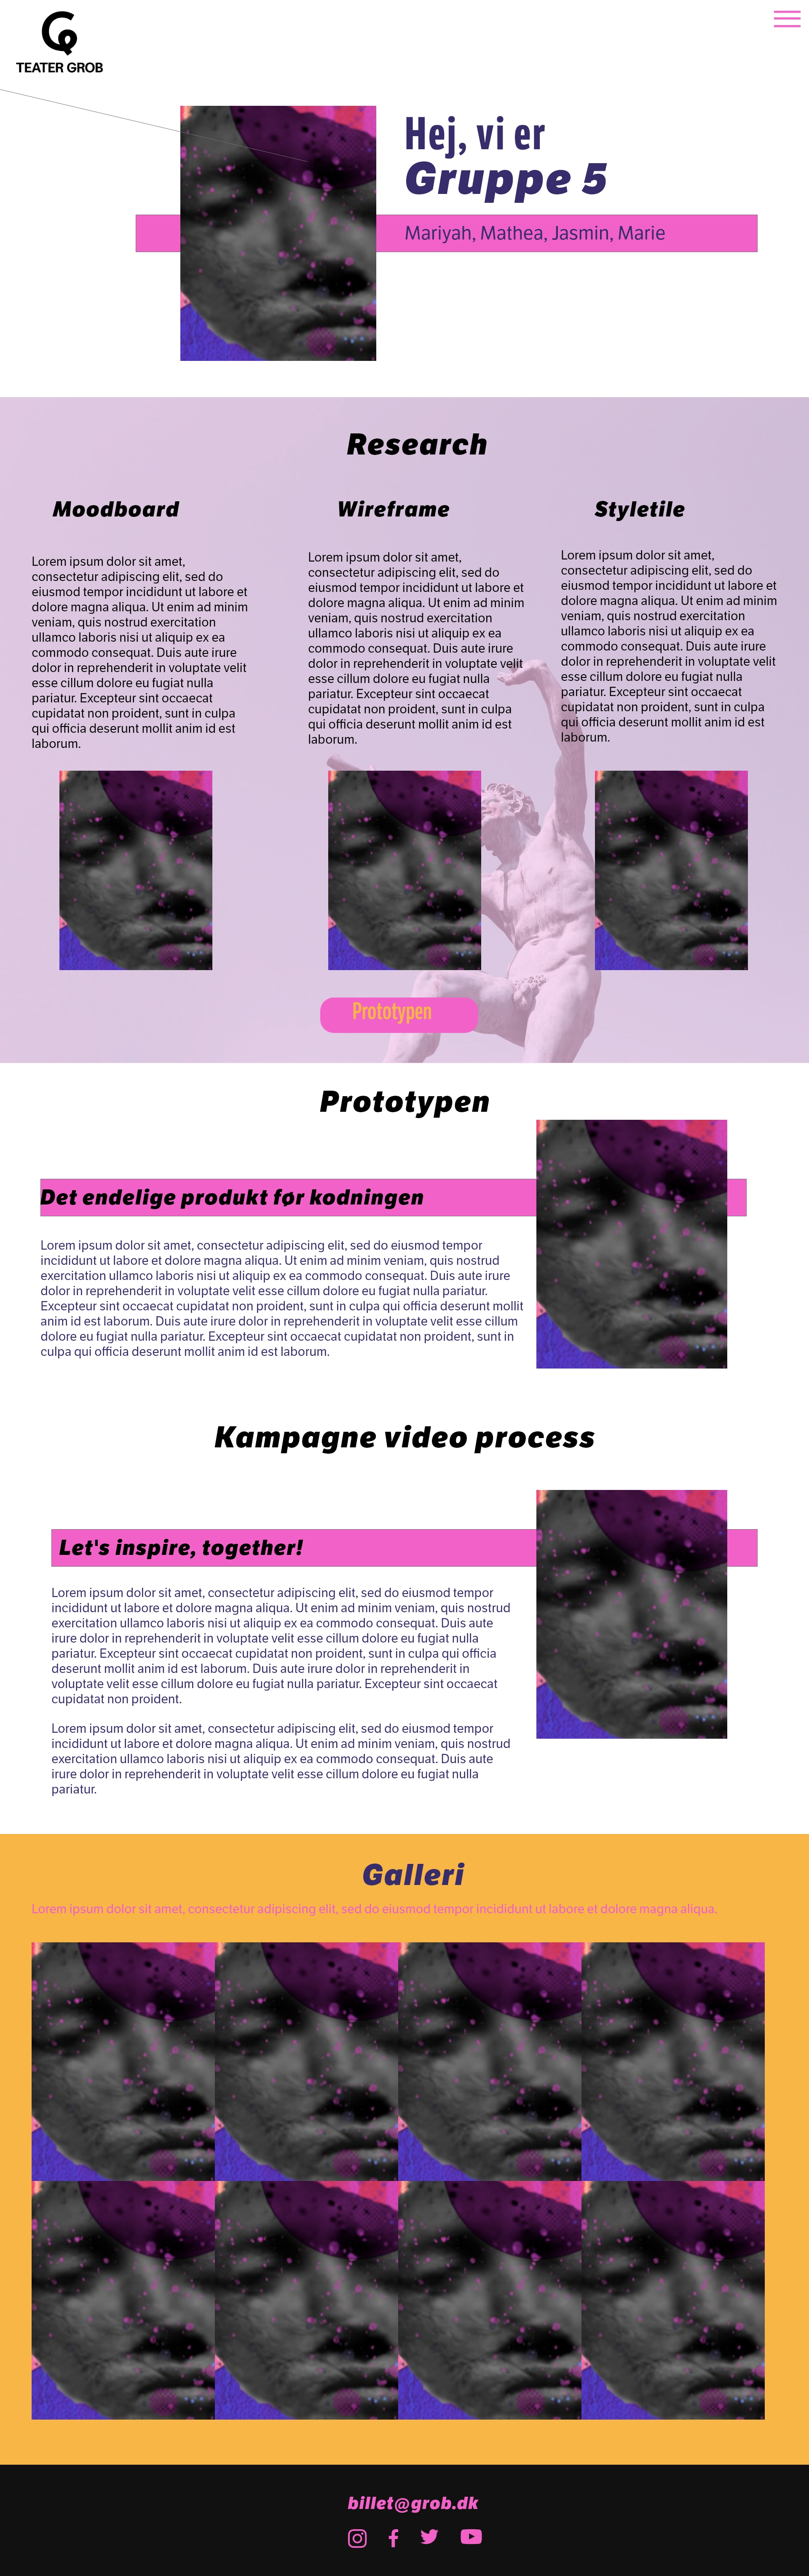 TEATER GROB
Hej, vi er
Gruppe 5
Mariyah, Mathea, Jasmin, Marie
Research
Moodboard
Lorem ipsum dolor sit amet,
consectetur adipiscing elit, sed do
eiusmod tempor incididunt ut labore et
dolore magna aliqua. Ut enim ad minim
veniam, quis nostrud exercitation
ullamco laboris nisi ut aliquip ex ea
commodo consequat. Duis aute irure
dolor in reprehenderit in voluptate velit
esse cillum dolore eu fugiat nulla
pariatur. Excepteur sint occaecat
cupidatat non proident, sunt in culpa
qui officia deserunt mollit anim id est
laborum.
Wireframe
Lorem ipsum dolor sit amet,
consectetur adipiscing elit, sed do
eiusmod tempor incididunt ut labore et
dolore magna aliqua. Ut enim ad minim
veniam, quis nostrud exercitation
ullamco laboris nisi ut aliquip ex ea
commodo consequat. Duis aute irure
dolor in reprehenderit in voluptate velit
esse cillum dolore eu fugiat nulla
pariatur. Excepteur sint occaecat
cupidatat non proident, sunt in culpa
qui officia deserunt mollit anim id est
laborum.
Styletile
Lorem ipsum dolor sit amet,
consectetur adipiscing elit, sed do
eiusmod tempor incididunt ut labore et
dolore magna aliqua. Ut enim ad minim
veniam, quis nostrud exercitation
ullamco laboris nisi ut aliquip ex ea
commodo consequat. Duis aute irure
dolor in reprehenderit in voluptate velit
esse cillum dolore eu fugiat nulla
pariatur. Excepteur sint occaecat
cupidatat non proident, sunt in culpa
qui officia deserunt mollit anim id est
laborum.
Prototypen
Prototypen
Det endelige produkt før kodningen
Lorem ipsum dolor sit amet, consectetur adipiscing elit, sed do eiusmod tempor
incididunt ut labore et dolore magna aliqua. Ut enim ad minim veniam, quis nostrud
exercitation ullamco laboris nisi ut aliquip ex ea commodo consequat. Duis aute irure
dolor in reprehenderit in voluptate velit esse cillum dolore eu fugiat nulla pariatur.
Excepteur sint occaecat cupidatat non proident, sunt in culpa qui officia deserunt mollit
anim id est laborum. Duis aute irure dolor in reprehenderit in voluptate velit esse cillum
dolore eu fugiat nulla pariatur. Excepteur sint occaecat cupidatat non proident, sunt in
culpa qui officia deserunt mollit anim id est laborum.
Kampagne video process
Let's inspire, together!
Lorem ipsum dolor sit amet, consectetur adipiscing elit, sed do eiusmod tempor
incididunt ut labore et dolore magna aliqua. Ut enim ad minim veniam, quis nostrud
exercitation ullamco laboris nisi ut aliquip ex ea commodo consequat. Duis aute
irure dolor in reprehenderit in voluptate velit esse cillum dolore eu fugiat nulla
pariatur. Excepteur sint occaecat cupidatat non proident, sunt in culpa qui officia
deserunt mollit anim id est laborum. Duis aute irure dolor in reprehenderit in
voluptate velit esse cillum dolore eu fugiat nulla pariatur. Excepteur sint occaecat
cupidatat non proident.
Lorem ipsum dolor sit amet, consectetur adipiscing elit, sed do eiusmod tempor
incididunt ut labore et dolore magna aliqua. Ut enim ad minim veniam, quis nostrud
exercitation ullamco laboris nisi ut aliquip ex ea commodo consequat. Duis aute
irure dolor in reprehenderit in voluptate velit esse cillum dolore eu fugiat nulla
pariatur.
Galleri
Lorem ipsum dolor sit amet, consectetur adipiscing elit, sed do eiusmod tempor incididunt ut labore et dolore magna aliqua.
billet@grob.dk